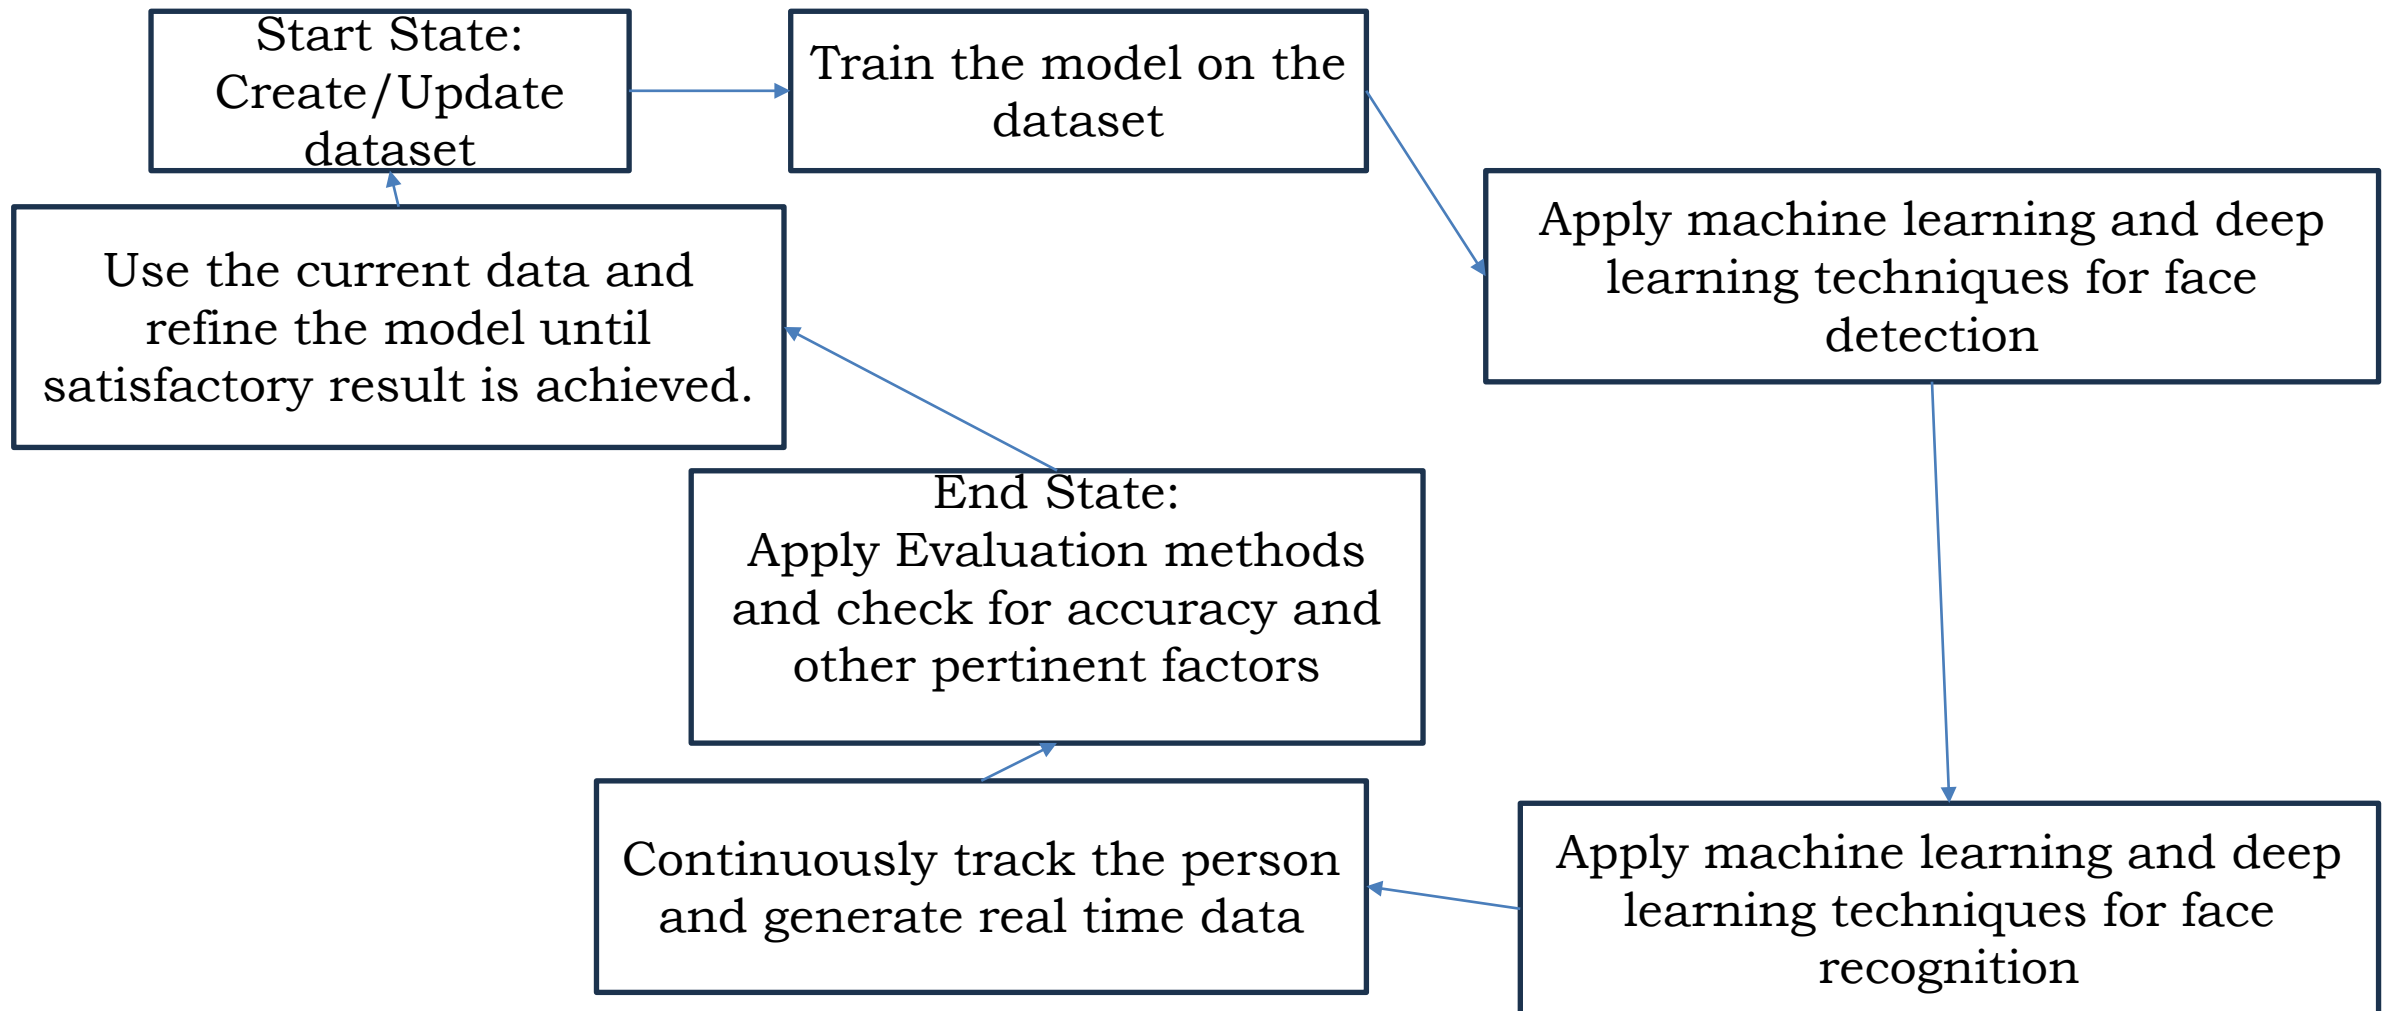 Start State:
Create/Update
dataset
Train the model on the
dataset
Apply machine learning and deep
learning techniques for face
detection
Use the current data and
refine the model until
satisfactory result is achieved.
End State:
Apply Evaluation methods
and check for accuracy and
other pertinent factors
Continuously track the person
and generate real time data
Apply machine learning and deep
learning techniques for face
recognition